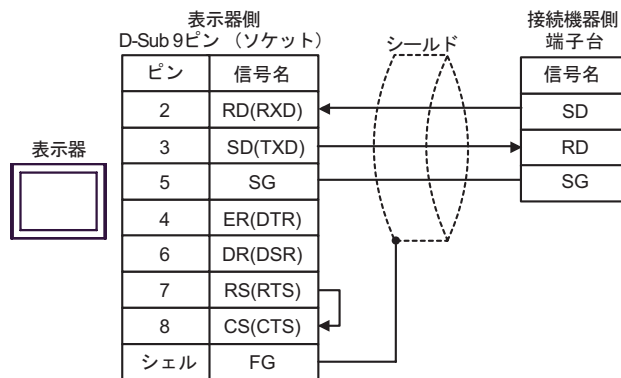 表示器側
D-Sub 9ピン (ソケット)
シールド
接続機器側
端子台
ピン 信号名
信号名
2 RD(RXD)
SD
3 SD(TXD)
RD
表示器
5 SG
SG
4 ER(DTR)
6 DR(DSR)
7 RS(RTS)
8 CS(CTS)
シェル FG